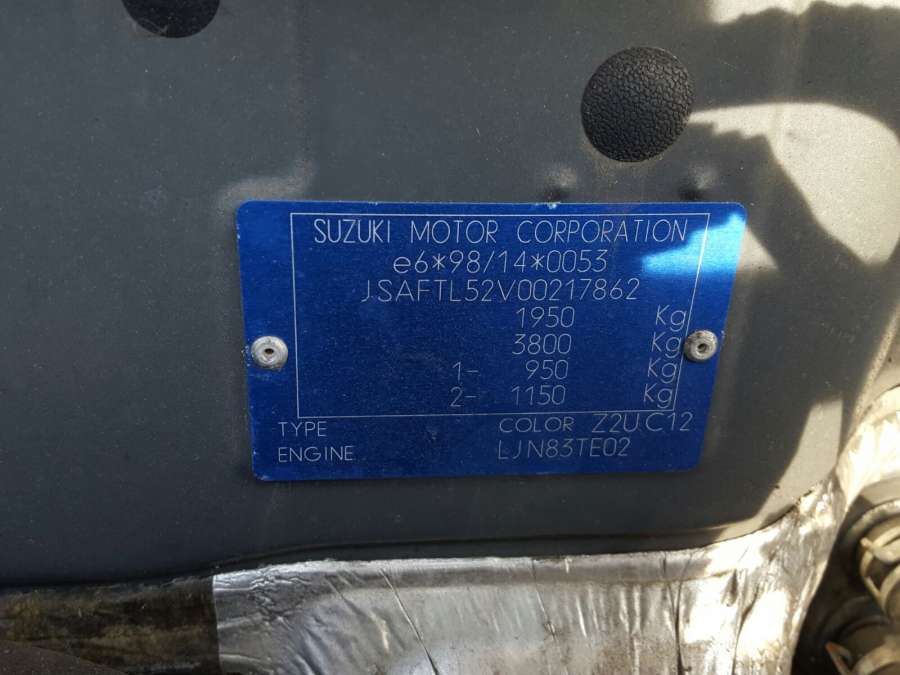 SUZUKI MOTOR CORPORATION
e6*98/14*0053
JSAFTL52V00217862
1950 Kg
3800 Kg
1- 950 Kg
2- 1150 Kg
TYPE COLOR Z2U C12
ENGINE LJN83TE02